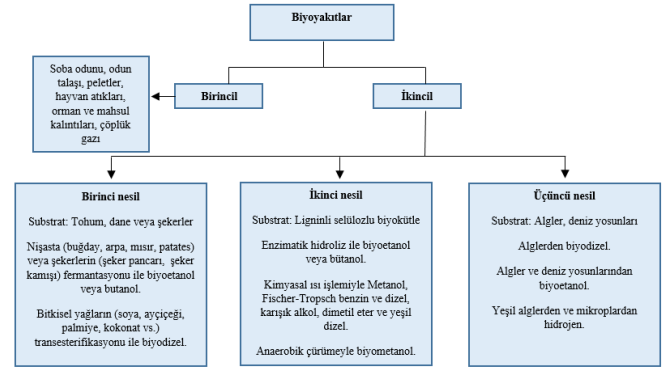 Biyoyakıtlar
Soba odunu, odun
talaşı, peletler,
hayvan atıkları,
orman ve mahsul
kalıntıları, çöplük
gazı
Birincil
İkincil
Birinci nesil
Substrat: Tohum, dane veya şekerler
Nişasta (buğday, arpa, mısır, patates)
veya şekerlerin (şeker pancarı, şeker
kamışı) fermantasyonu ile bioetanol
veya butanol.
Bitkisel yağların (soya, ayçiçeği,
palmiye, kokonat vs.)
transesterifikasyonu ile biyodizel.
İkinci nesil
Substrat: Ligninli selülozlu biyokütle
Enzimatik hidroliz ile biyoetanol
veya bütanol.
Kimyasal ısı işlemiyle Metanol,
Fischer-Tropsch benzin ve dizel,
karışık alkol, dimetil eter ve yeşil
dizel.
Anaerobik çürümeyle biyometanol.
Üçüncü nesil
Substrat: Algler, deniz yosunları
Alglerden biyodizel.
Algler ve deniz yosunlarından
bioetanol.
Yeşil alglerden ve mikroplardan
hidrojen.